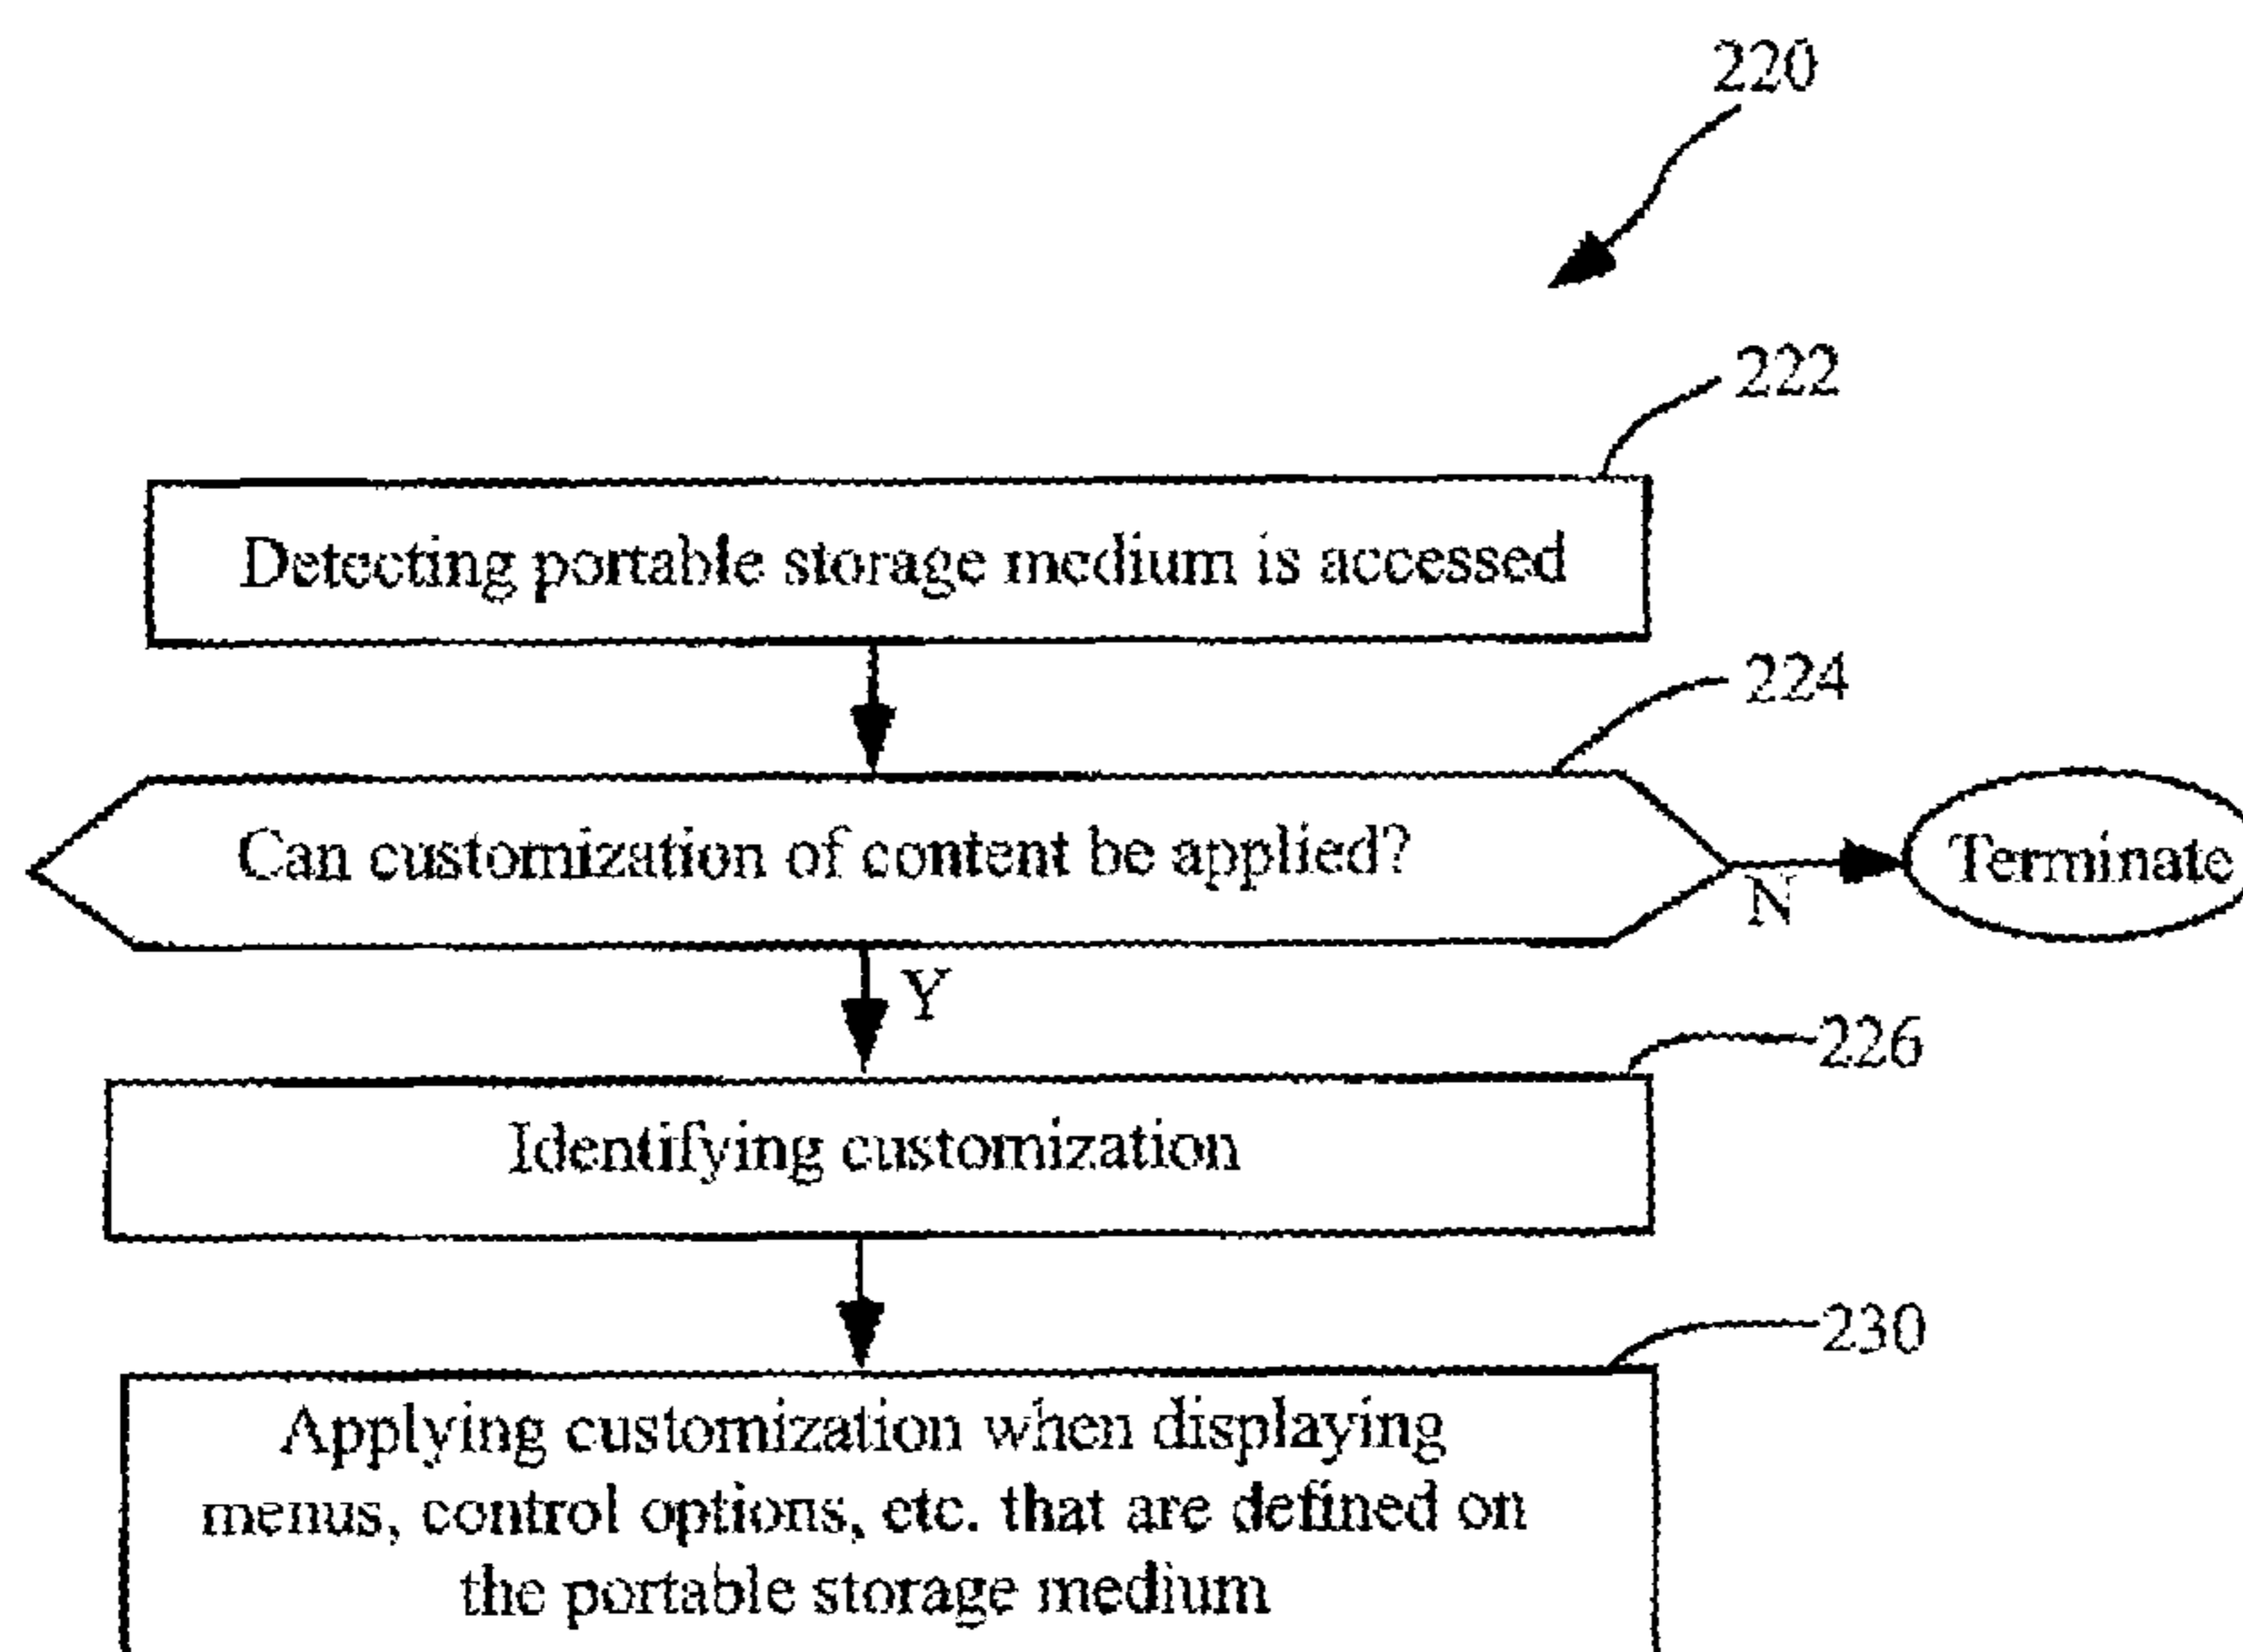 220
222
Detecting portable storage medium is accessed
224
Can customization of content be applied?
Terminate
N
Y
226
Identifying customization
230
Applying customization when displaying
menus, control options, etc. that are defined on
the portable storage medium